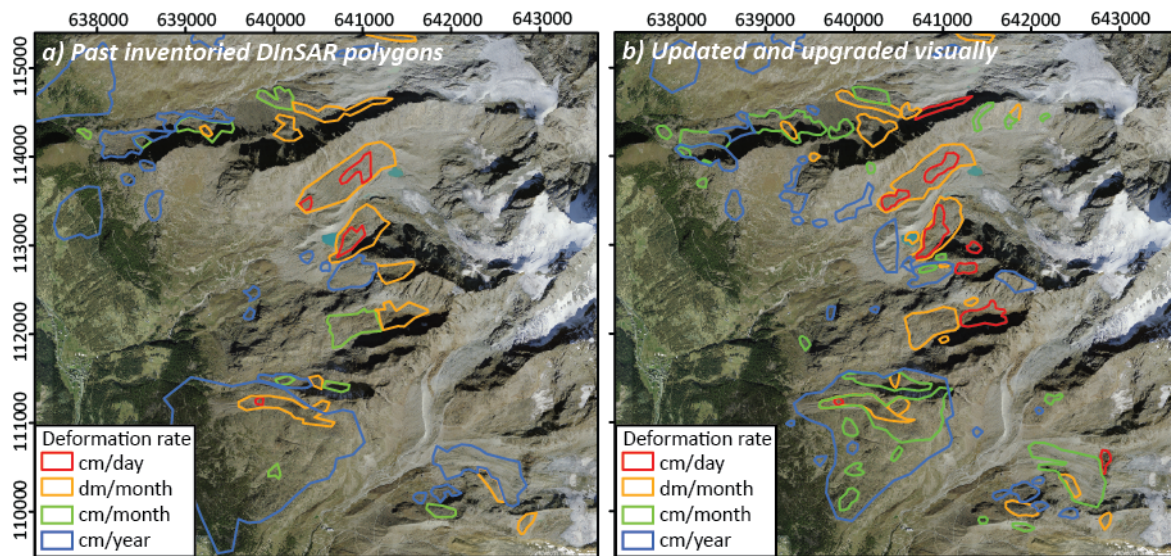 638000 639000 640000 641000 642000 643000 638000 639000 640000 641000 642000 643000
a) Past inventoried DInSAR polygons
b) Updated and upgraded visually
115000
114000
113000
112000
111000
110000
Deformation rate
cm/day
dm/month
cm/month
cm/year
Deformation rate
cm/day
dm/month
cm/month
cm/year